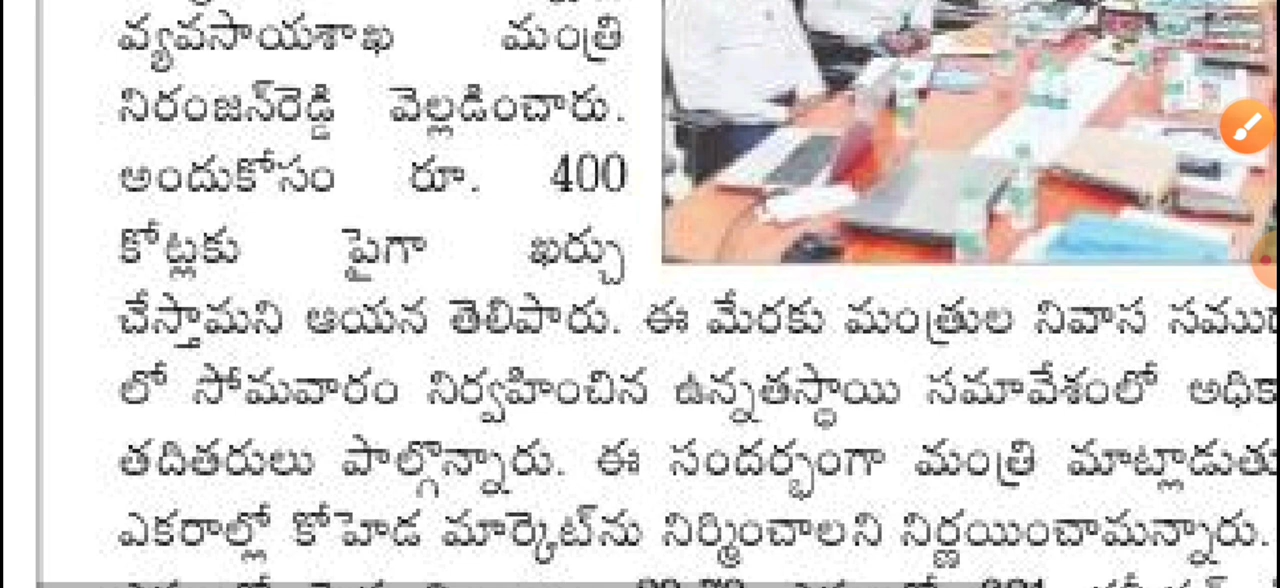 వ్యవసాయశాఖ మంత్రి
నిరంజన్‌రెడ్డి వెల్లడించారు.
అందుకోసం రూ. 400
కోట్లకు పైగా ఖర్చు
చేస్తామని ఆయన తెలిపారు. ఈ మేరకు మంత్రుల నివాస
లో సోమవారం నిర్వహించిన ఉన్నతస్థాయి సమావేశంలో
తదితరులు పాల్గొన్నారు. ఈ సందర్భంగా మంత్రి
ఎకరాల్లో కోహెడ మార్కెట్‌ను నిర్మించాలని నిర్ణయించామన్నారు.